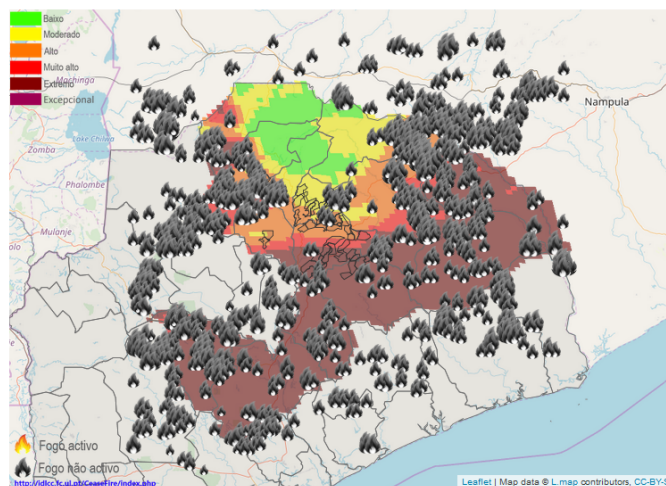 Baixo
Moderado
Alto
Muito alto
Extremo
Excepcional
Machinga
Lake Chilwa
Zomba
Phalombe
Mulanje
Nampula
Fogo activo
Fogo não activo
http://idlcc.fc.ul.pt/CeaseFire/index.php
Leaflet | Map data © L.map contributors, CC-BY-S